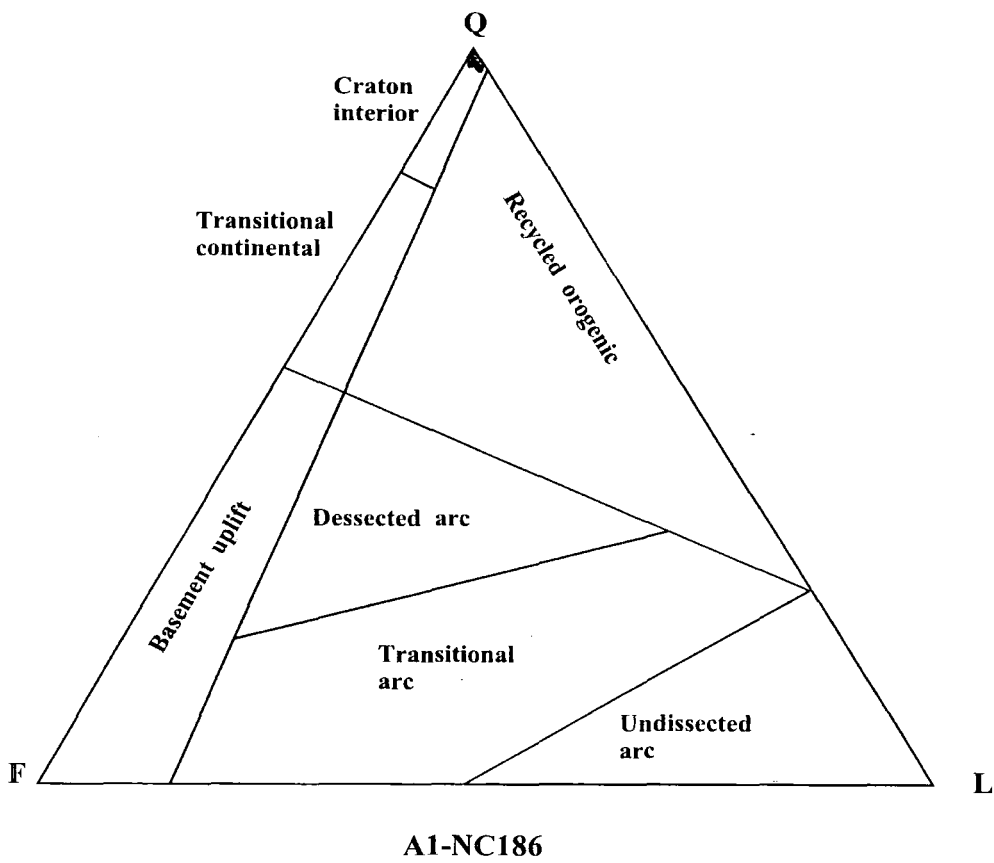 Q
Craton
interior
Transitional
continental
Recycled orogenic
Dessected arc
Basement uplift
Transitional
arc
Undissected
arc
F
L
A1-NC186